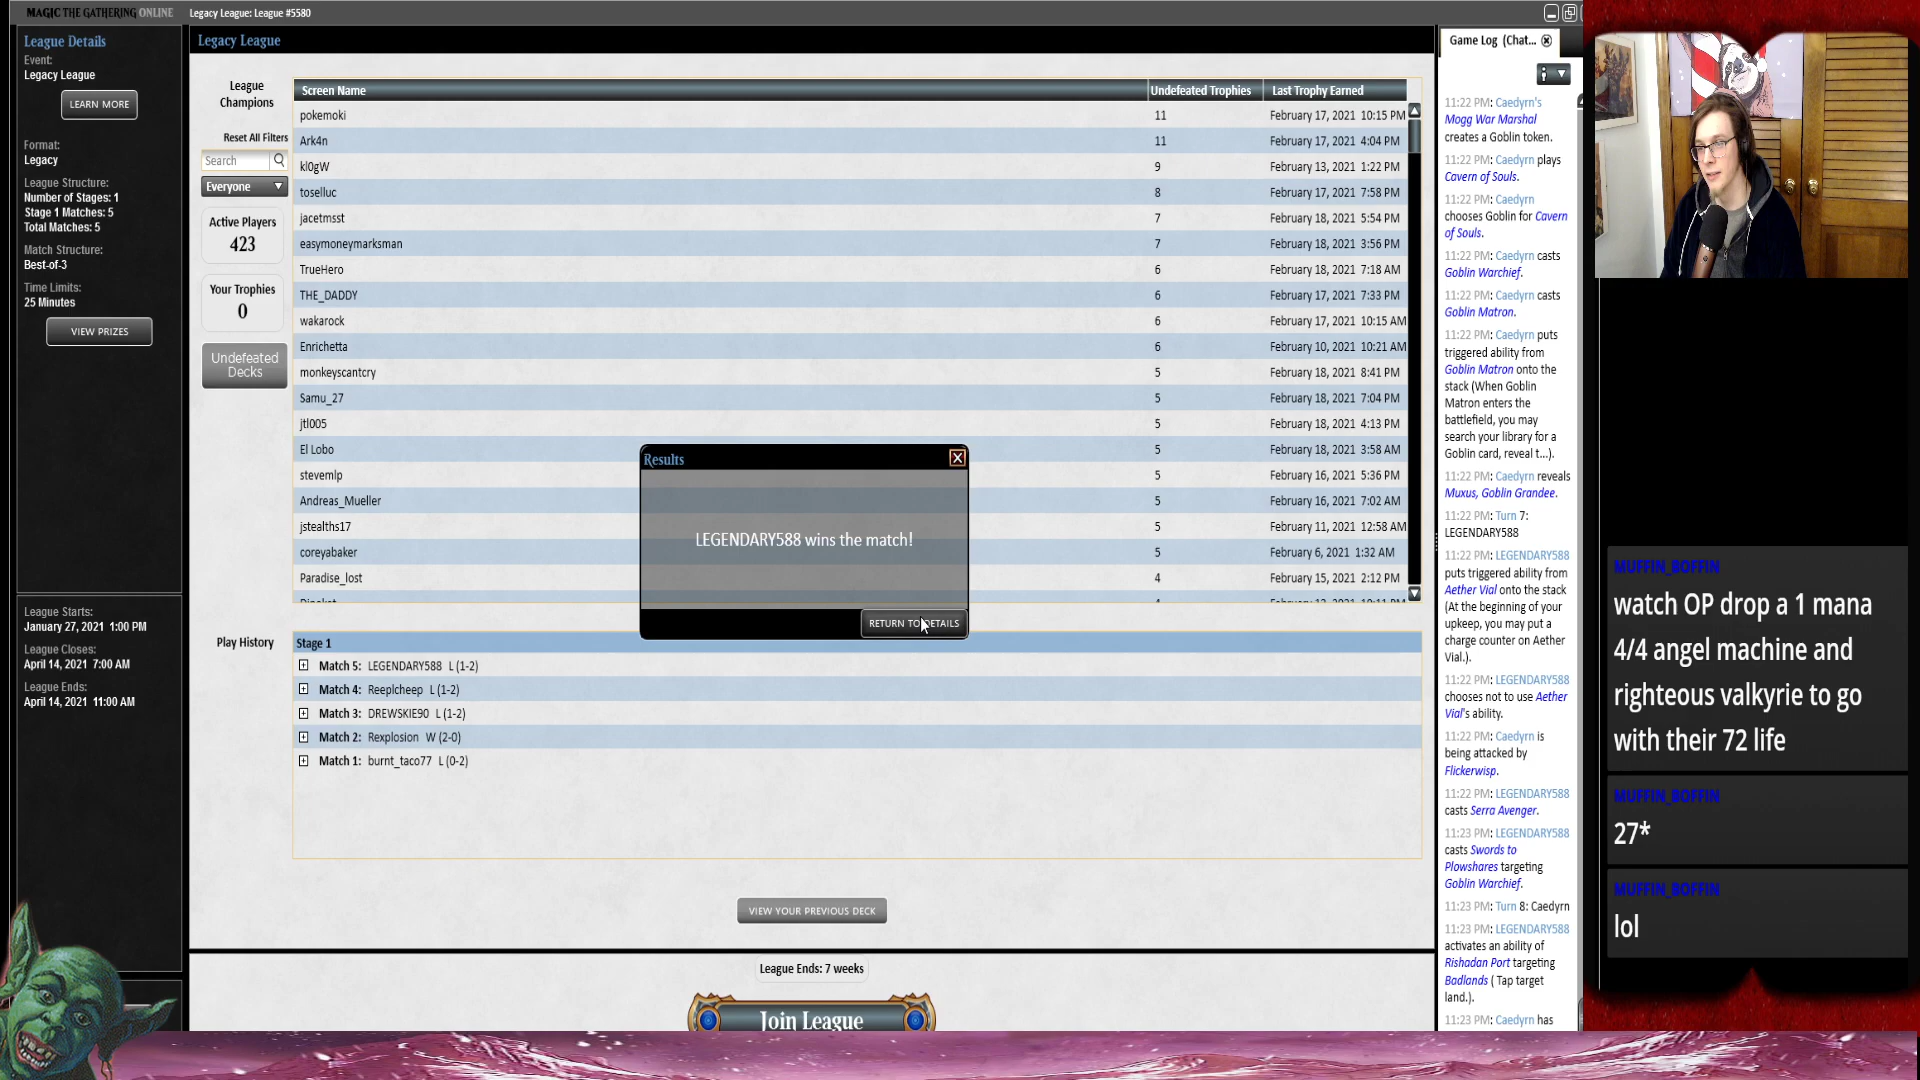 MAGIC THE GATHERING ONLINE
Legacy League: League #5580
League Details
Event:
Legacy League
LEARN MORE
Format:
Legacy
League Structure:
Number of Stages: 1
Stage 1 Matches: 5
Total Matches: 5
Match Structure:
Best-of-3
Time Limits:
25 Minutes
VIEW PRIZES
League Starts:
January 27, 2021 1:00 PM
League Closes:
April 14, 2021 7:00 AM
League Ends:
April 14, 2021 11:00 AM
Legacy League
League
Champions
Reset All Filters
Search
Everyone
Active Players
423
Your Trophies
0
Undefeated
Decks
Screen Name Undefeated Trophies Last Trophy Earned
pokemoki 11 February 17, 2021 10:15 PM
Ark4n 11 February 17, 2021 4:04 PM
kl0gW 9 February 13, 2021 1:22 PM
toselluc 8 February 17, 2021 7:58 PM
jacetmsst 7 February 18, 2021 5:54 PM
easymoneymarksman 7 February 18, 2021 3:56 PM
TrueHero 6 February 18, 2021 7:18 AM
THE_DADDY 6 February 17, 2021 7:33 PM
wakarock 6 February 17, 2021 10:15 AM
Enrichetta 6 February 10, 2021 10:21 AM
monkeyscantcry 5 February 18, 2021 8:41 PM
Samu_27 5 February 18, 2021 7:04 PM
jtl005 5 February 18, 2021 4:13 PM
El Lobo 5 February 18, 2021 3:58 AM
stevemlp 5 February 16, 2021 5:36 PM
Andreas_Mueller 5 February 16, 2021 7:02 AM
jstealths17 5 February 11, 2021 12:58 AM
coreyabaker 5 February 6, 2021 1:32 AM
Paradise_lost 4 February 15, 2021 2:12 PM
Results
LEGENDARY588 wins the match!
RETURN TO DETAILS
Play History
Stage 1
Match 5: LEGENDARY588 L (1-2)
Match 4: Reeplcheep L (1-2)
Match 3: DREWSKIE90 L (1-2)
Match 2: Rexplosion W (2-0)
Match 1: burnt_taco77 L (0-2)
VIEW YOUR PREVIOUS DECK
League Ends: 7 weeks
Join League
Game Log (Chat...
11:22 PM: Caedyrn's
Mogg War Marshal
creates a Goblin token.
11:22 PM: Caedyrn plays
Cavern of Souls.
11:22 PM: Caedyrn
chooses Goblin for Cavern
of Souls.
11:22 PM: Caedyrn casts
Goblin Warchief.
11:22 PM: Caedyrn casts
Goblin Matron.
11:22 PM: Caedyrn puts
triggered ability from
Goblin Matron onto the
stack (When Goblin
Matron enters the
battlefield, you may
search your library for a
Goblin card, reveal t...).
11:22 PM: Caedyrn reveals
Muxus, Goblin Grandee.
11:22 PM: Turn 7:
LEGENDARY588
11:22 PM: LEGENDARY588
puts triggered ability from
Aether Vial onto the stack
(At the beginning of your
upkeep, you may put a
charge counter on Aether
Vial.).
11:22 PM: LEGENDARY588
chooses not to use Aether
Vial's ability.
11:22 PM: Caedyrn is
being attacked by
Flickerwisp.
11:22 PM: LEGENDARY588
casts Serra Avenger.
11:23 PM: LEGENDARY588
casts Swords to
Plowshares targeting
Goblin Warchief.
11:23 PM: Turn 8: Caedyrn
11:23 PM: LEGENDARY588
activates an ability of
Rishadan Port targeting
Badlands ( Tap target
land.).
11:23 PM: Caedyrn has
MUFFIN_BOFFIN
watch OP drop a 1 mana
4/4 angel machine and
righteous valkyrie to go
with their 72 life
MUFFIN_BOFFIN
27*
MUFFIN_BOFFIN
lol